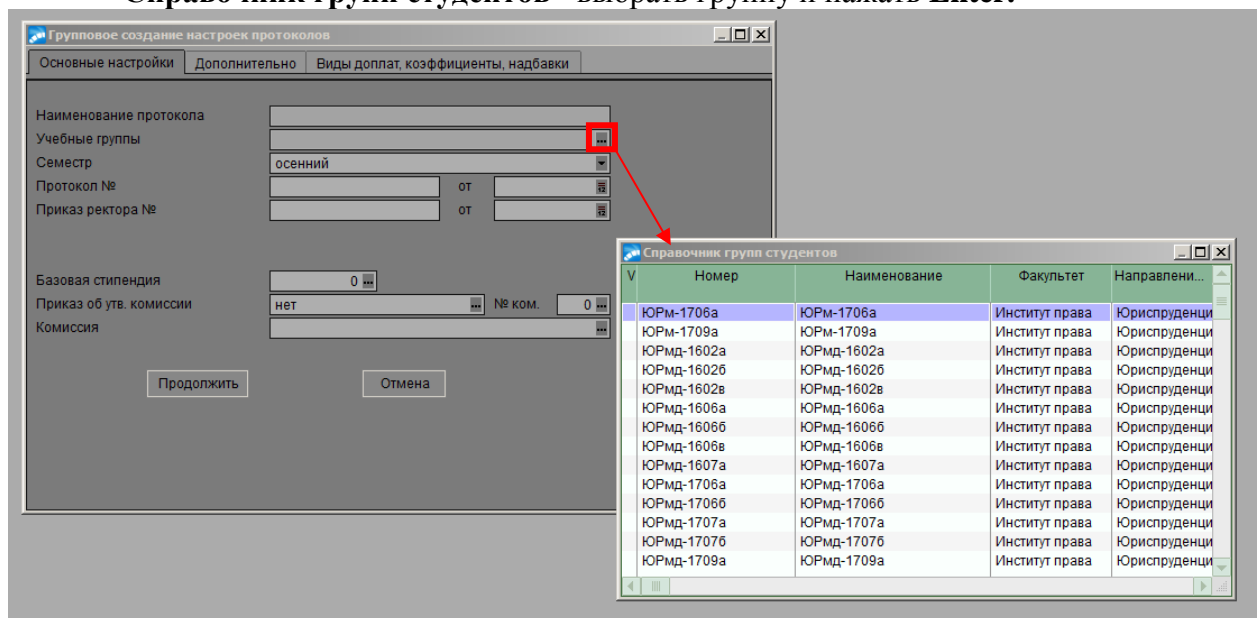 Справочник групп студентов - выбрать группу и нажать Enter.
Групповое создание настроек протоколов
Основные настройки Дополнительно Виды доплат, коэффициенты, надбавки
Наименование протокола
Учебные группы ...
Семестр осенний
Протокол № от
Приказ ректора № от
Базовая стипендия 0 ...
Приказ об утв. комиссии нет ... № ком. 0 ...
Комиссия ...
Продолжить Отмена
Справочник групп студентов
V Номер Наименование Факультет Направлени...
ЮРм-1706а ЮРм-1706а Институт права Юриспруденци
ЮРм-1709а ЮРм-1709а Институт права Юриспруденци
ЮРмд-1602а ЮРмд-1602а Институт права Юриспруденци
ЮРмд-1602б ЮРмд-1602б Институт права Юриспруденци
ЮРмд-1602в ЮРмд-1602в Институт права Юриспруденци
ЮРмд-1606а ЮРмд-1606а Институт права Юриспруденци
ЮРмд-1606б ЮРмд-1606б Институт права Юриспруденци
ЮРмд-1606в ЮРмд-1606в Институт права Юриспруденци
ЮРмд-1607а ЮРмд-1607а Институт права Юриспруденци
ЮРмд-1706а ЮРмд-1706а Институт права Юриспруденци
ЮРмд-1706б ЮРмд-1706б Институт права Юриспруденци
ЮРмд-1707а ЮРмд-1707а Институт права Юриспруденци
ЮРмд-1707б ЮРмд-1707б Институт права Юриспруденци
ЮРмд-1709а ЮРмд-1709а Институт права Юриспруденци